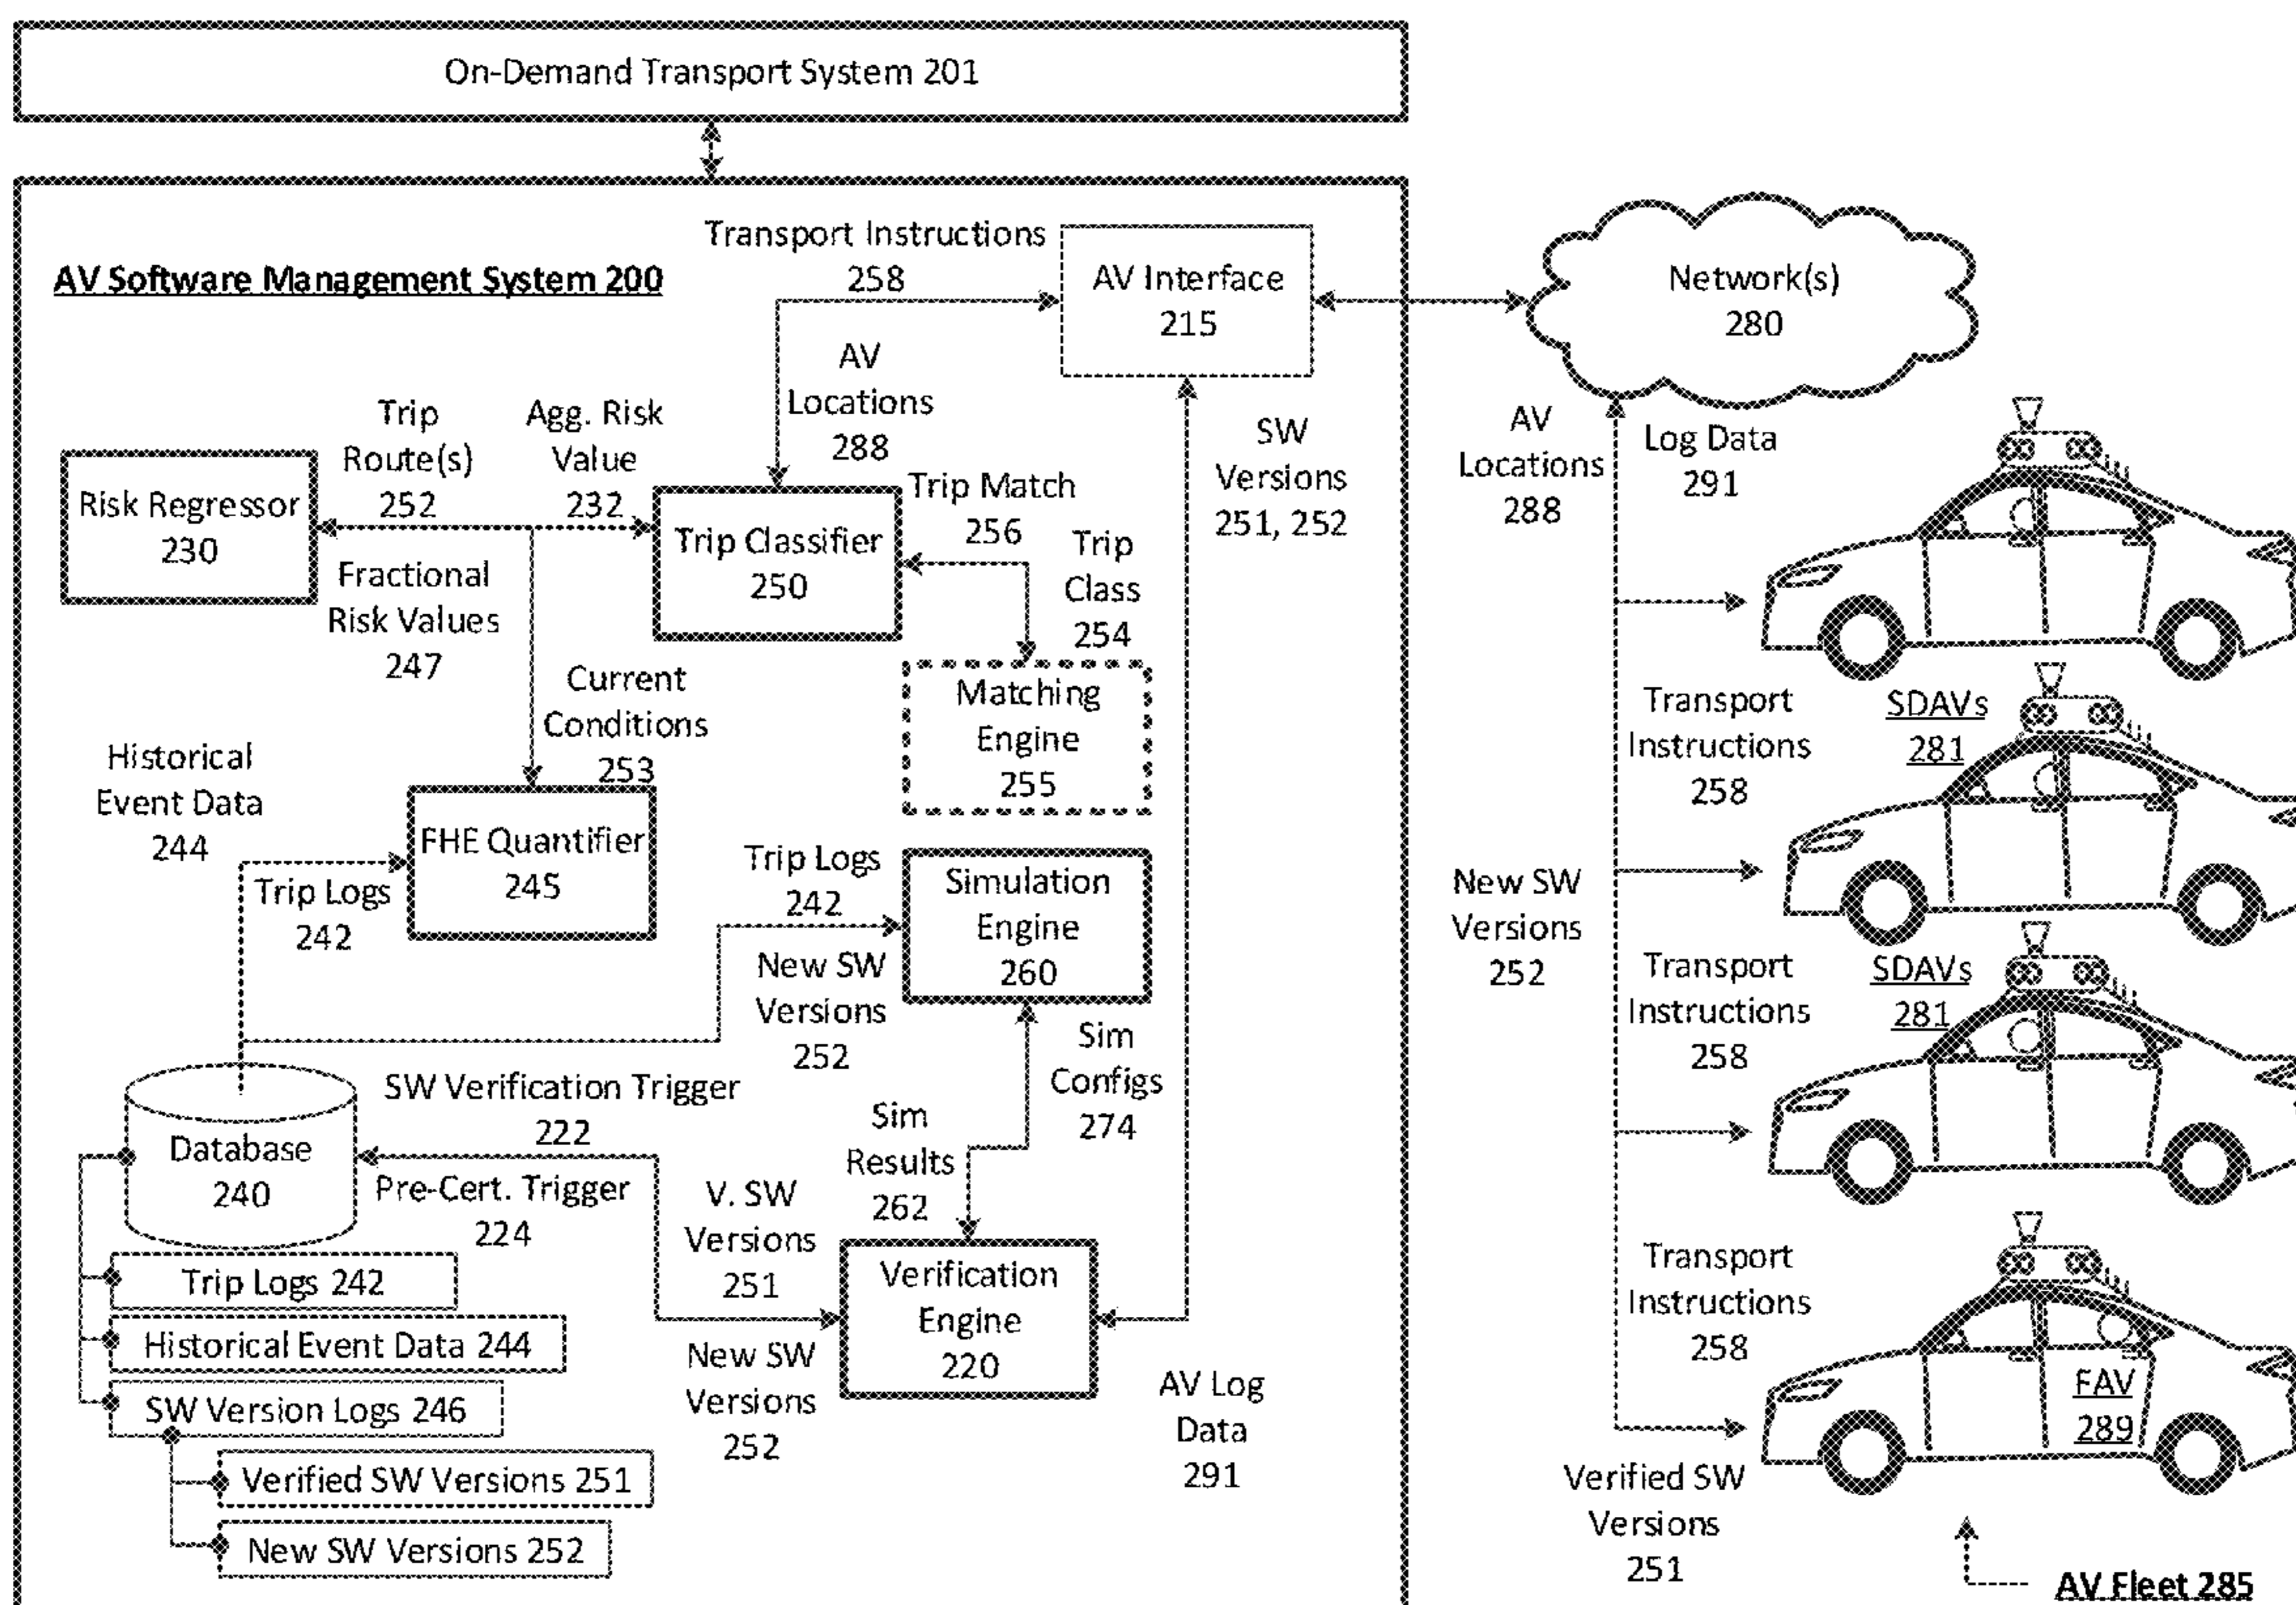 On-Demand Transport System 201
AV Software Management System 200
Transport Instructions
258
AV Interface
215
Network(s)
280
AV
Locations
288
Trip
Route(s)
252
Agg. Risk
Value
232
Risk Regressor
230
Fractional
Risk Values
247
Trip Classifier
250
Trip Match
256
Trip
Class
254
SW
Versions
251, 252
Matching
Engine
255
Current
Conditions
253
Historical
Event Data
244
Trip Logs
242
FHE Quantifier
245
Trip Logs
242
New SW
Versions
252
Simulation
Engine
260
Sim
Configs
274
Sim
Results
262
SW Verification Trigger
222
Pre-Cert. Trigger
224
Database
240
V. SW
Versions
251
New SW
Versions
252
Verification
Engine
220
AV Log
Data
291
Trip Logs 242
Historical Event Data 244
SW Version Logs 246
Verified SW Versions 251
New SW Versions 252
AV
Locations
288
Log Data
291
Transport
Instructions
258
SDAVs
281
New SW
Versions
252
Transport
Instructions
258
SDAVs
281
Transport
Instructions
258
FAV
289
Verified SW
Versions
251
AV Fleet 285